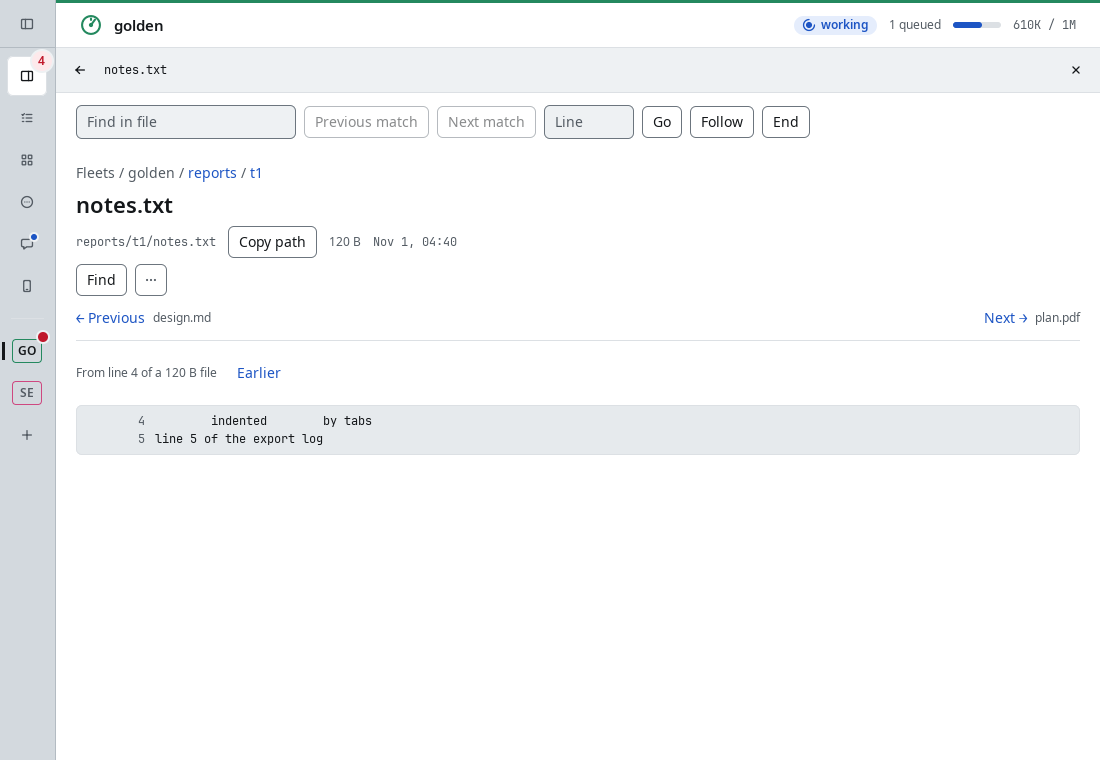 golden
working
1 queued
610K / 1M
4
notes.txt
Find in file
Previous match
Next match
Line
Go
Follow
End
Fleets / golden / reports / t1
notes.txt
reports/t1/notes.txt
Copy path
120 B
Nov 1, 04:40
Find
···
← Previous design.md
Next → plan.pdf
From line 4 of a 120 B file
Earlier
4 indented by tabs
5 line 5 of the export log
GO
SE